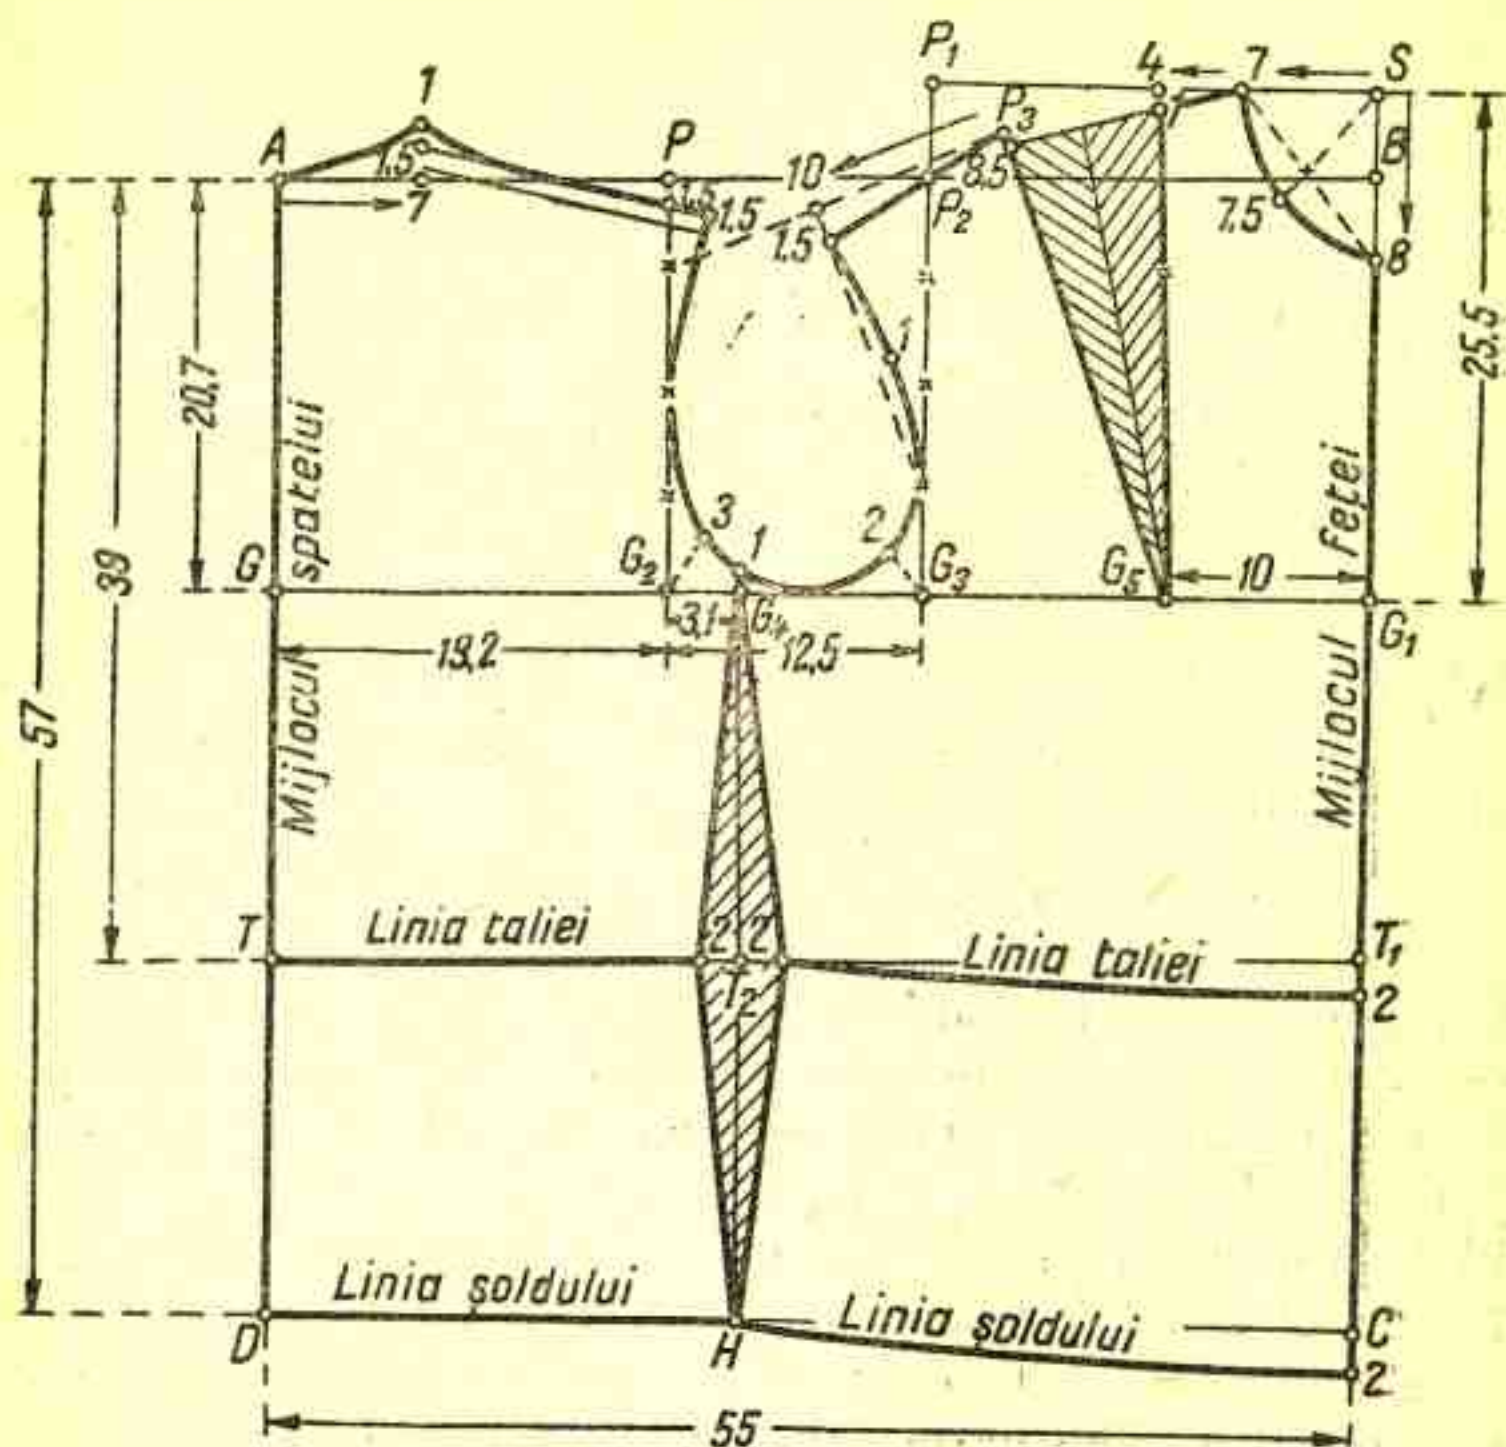 P₁ 4 7 S
1 P₃
A 1,5 P 10 8,5 B
7 1,5 1,5 P₂ 7,5
1,5 8
1
20,7 25,5
39
57
spatelui feței
3 1 2
G G₂ G₃ G₅ 10 G₁
3,1 G₄
19,2 12,5
Mijlocul Mijlocul
T Linia taliei 2 2 Linia taliei T₁
T₂ 2
Linia șoldului Linia șoldului C
D H 2
55